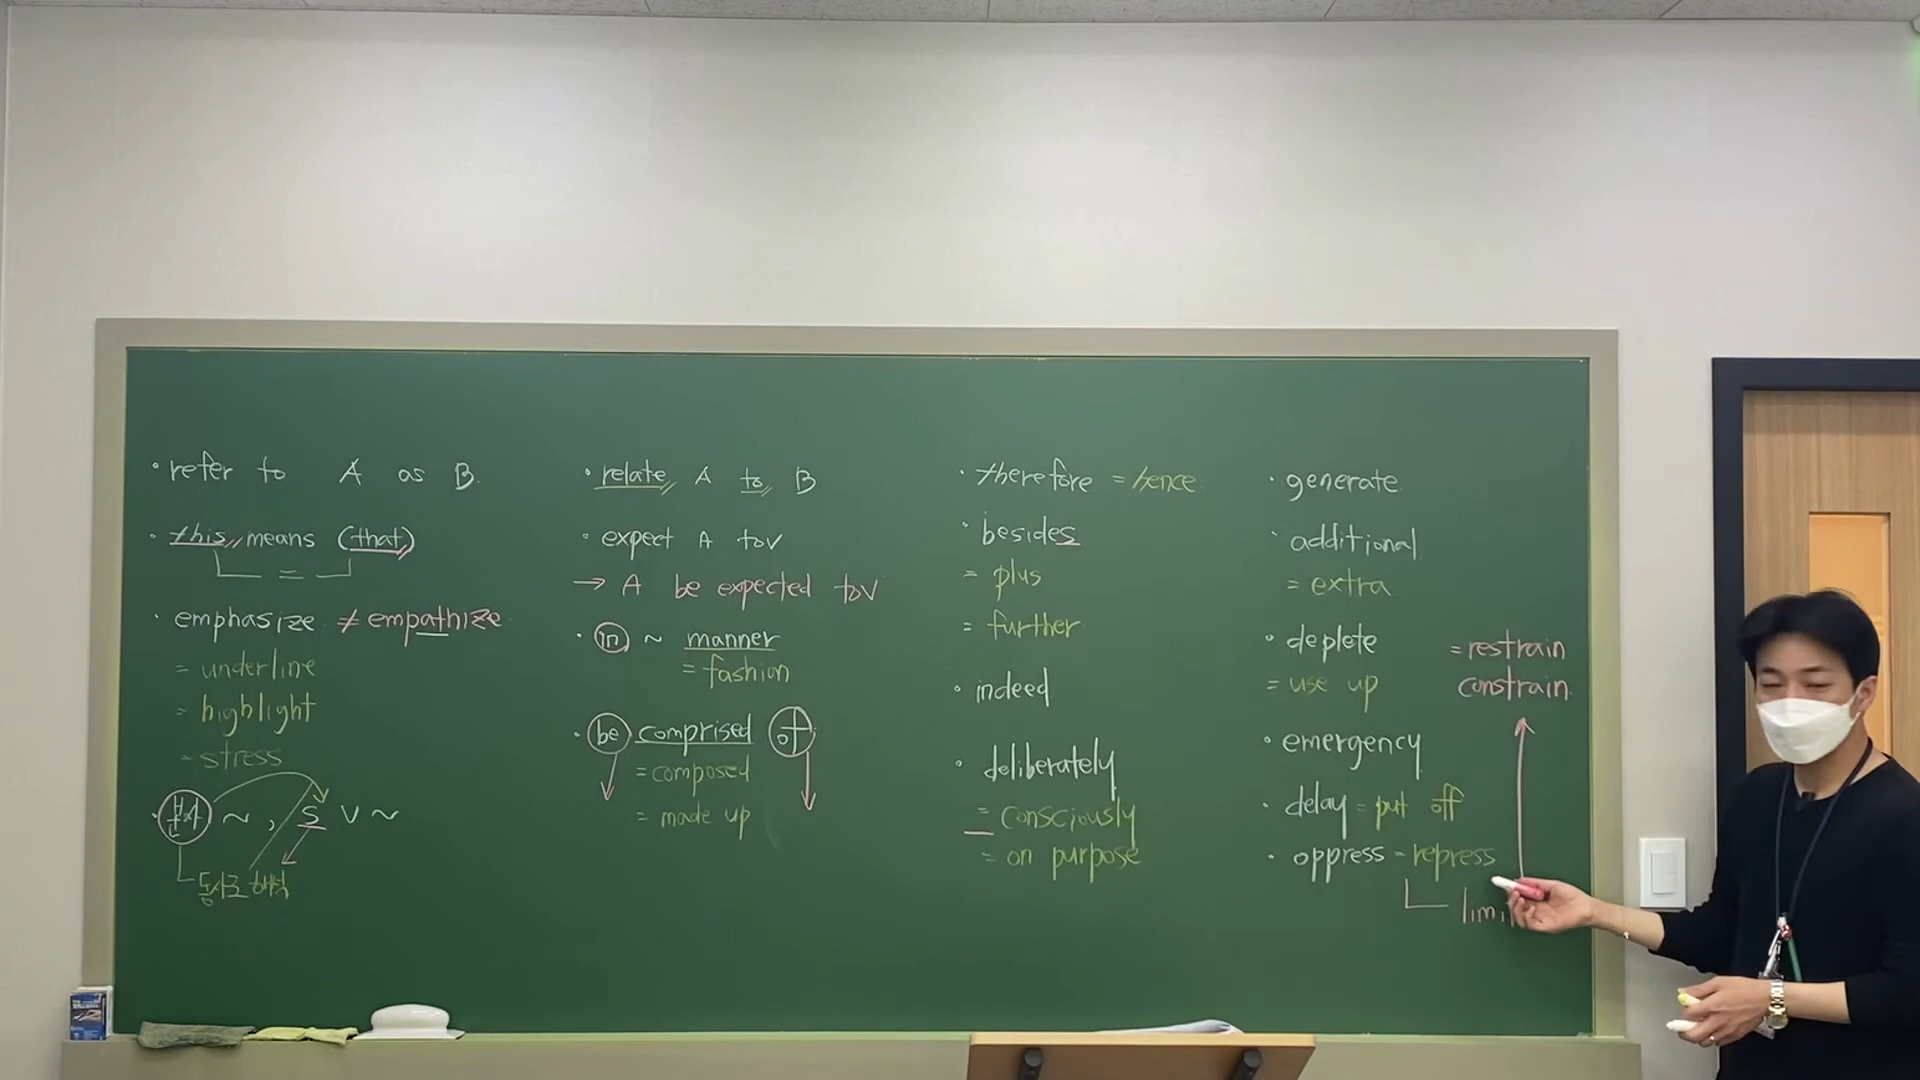 • refer to A as B.
• this means (that)
=
• emphasize ≠ empathize
= underline
= highlight
= stress
• 분사 ~ , S V ~
동사로 해석
• relate A to B
• expect A to V
→ A be expected to V
• in ~ manner
= fashion
• be comprised of
= composed
= made up
• therefore = hence
• besides
= plus
= further
• indeed
• deliberately
= consciously
= on purpose
• generate
• additional
= extra
• deplete
= use up
• emergency
• delay = put off
• oppress = repress
= restrain
constrain